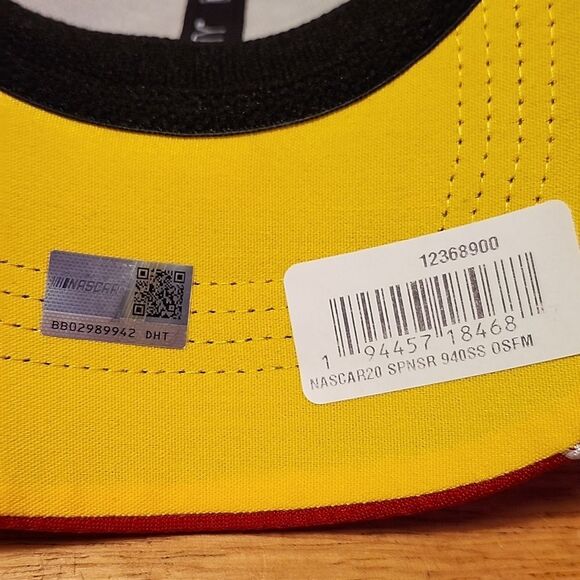 12368900
1 94457 18468
NASCAR20 SPNSR 940SS OSFM
NASCAR
BB02989942 DHT